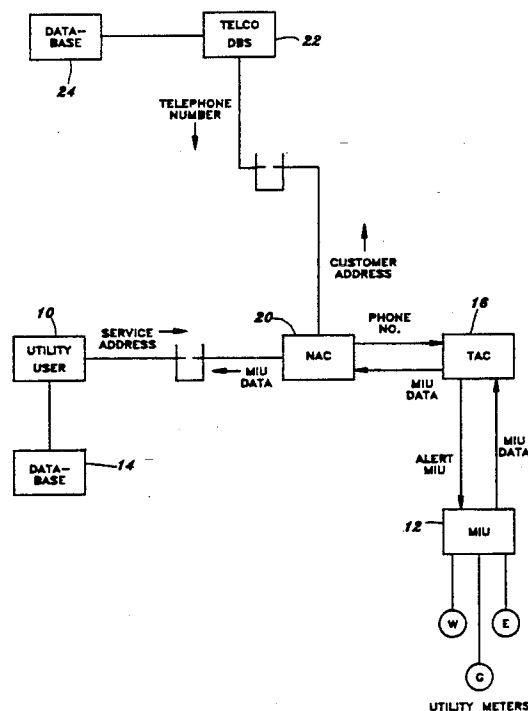 DATA-
BASE
24
TELCO
DBS
22
TELEPHONE
NUMBER
CUSTOMER
ADDRESS
10
UTILITY
USER
SERVICE
ADDRESS
MIU
DATA
20
NAC
PHONE
NO.
MIU
DATA
16
TAC
DATA-
BASE
14
ALERT
MIU
MIU
DATA
12
MIU
W
G
E
UTILITY METERS